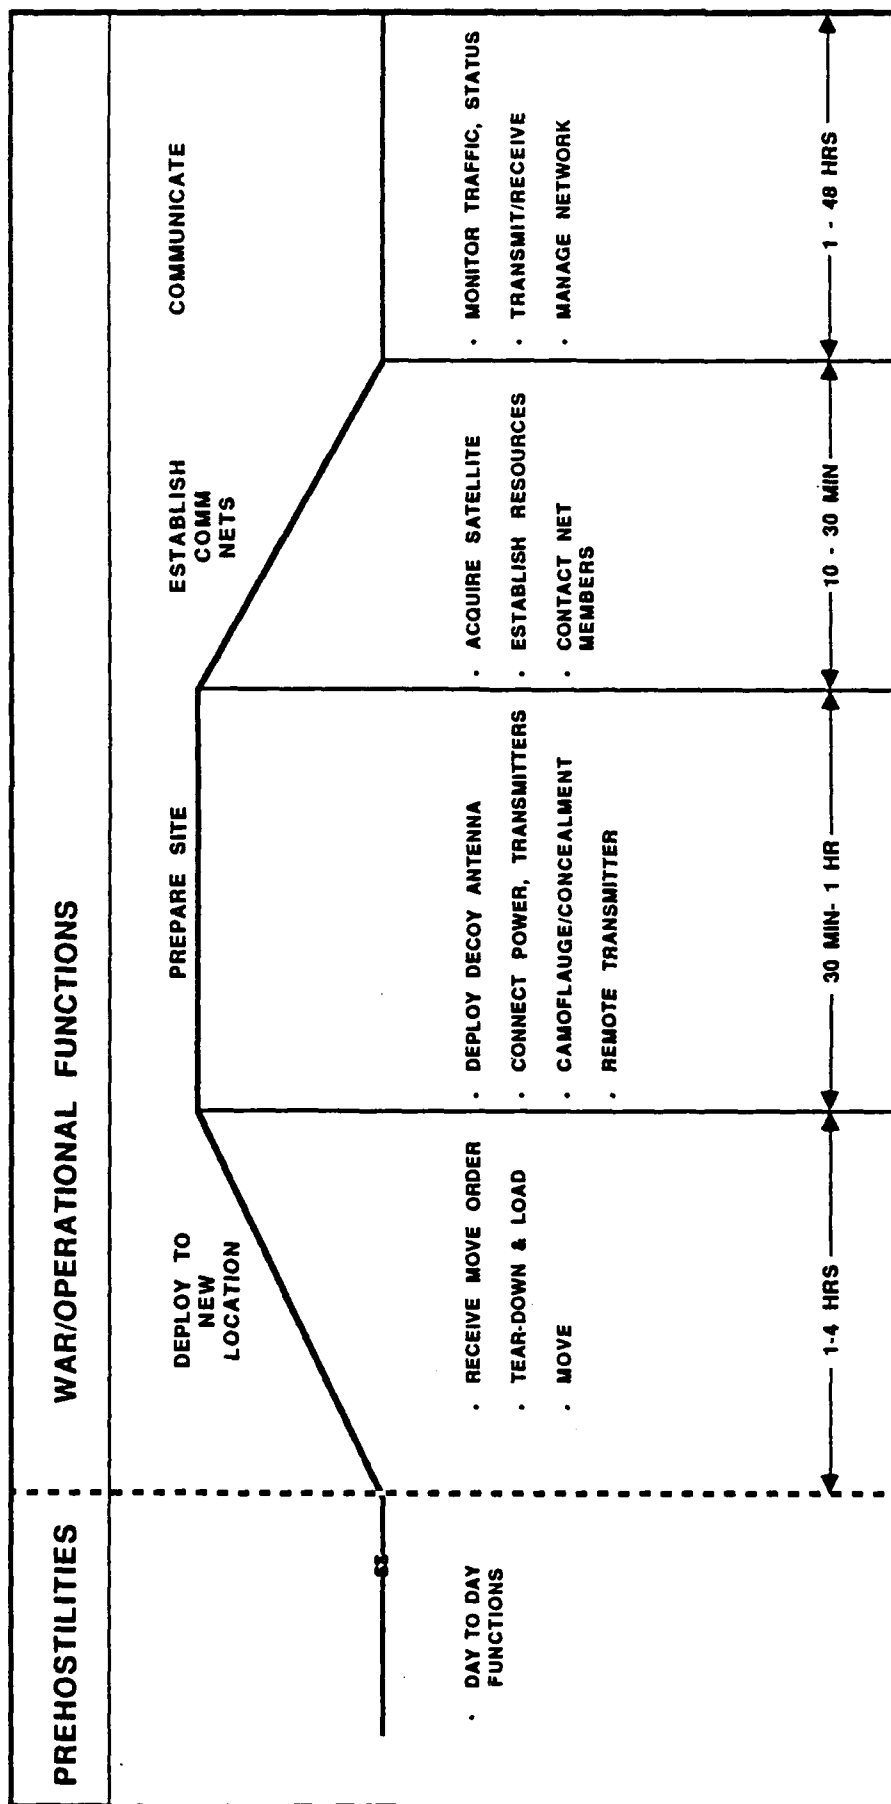 PREHOSTILITIES
WAR/OPERATIONAL FUNCTIONS
DEPLOY TO
NEW
LOCATION
PREPARE SITE
ESTABLISH
COMM
NETS
COMMUNICATE
· DAY TO DAY
FUNCTIONS
· RECEIVE MOVE ORDER
· TEAR-DOWN & LOAD
· MOVE
· DEPLOY DECOY ANTENNA
· CONNECT POWER, TRANSMITTERS
· CAMOFLAUGE/CONCEALMENT
· REMOTE TRANSMITTER
· ACQUIRE SATELLITE
· ESTABLISH RESOURCES
· CONTACT NET
MEMBERS
· MONITOR TRAFFIC, STATUS
· TRANSMIT/RECEIVE
· MANAGE NETWORK
1-4 HRS
30 MIN- 1 HR
10 - 30 MIN
1 - 48 HRS